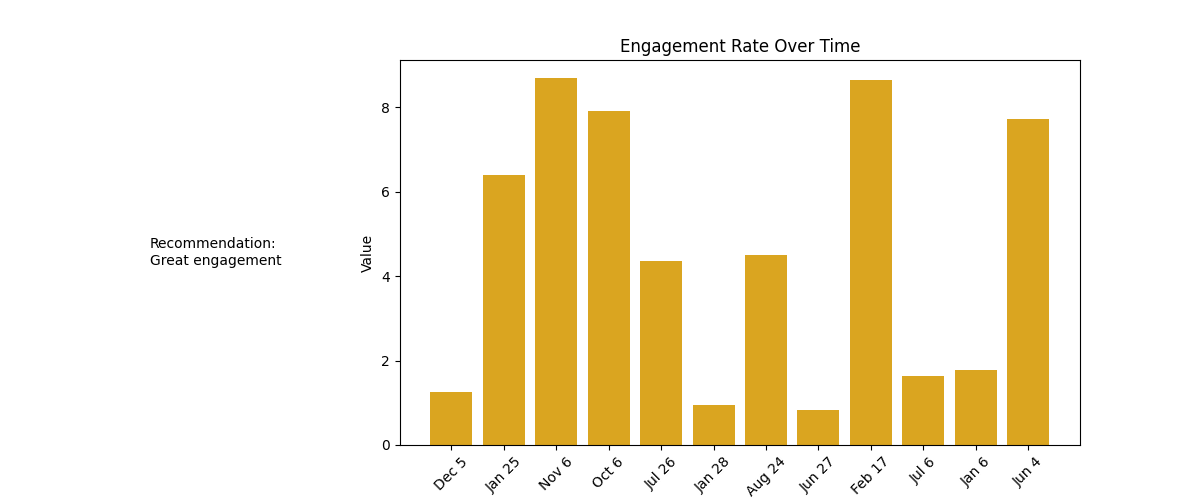 Engagement Rate Over Time
Recommendation:
Great engagement
Value
8
6
4
2
0
Dec 5
Jan 25
Nov 6
Oct 6
Jul 26
Jan 28
Aug 24
Jun 27
Feb 17
Jul 6
Jan 6
Jun 4